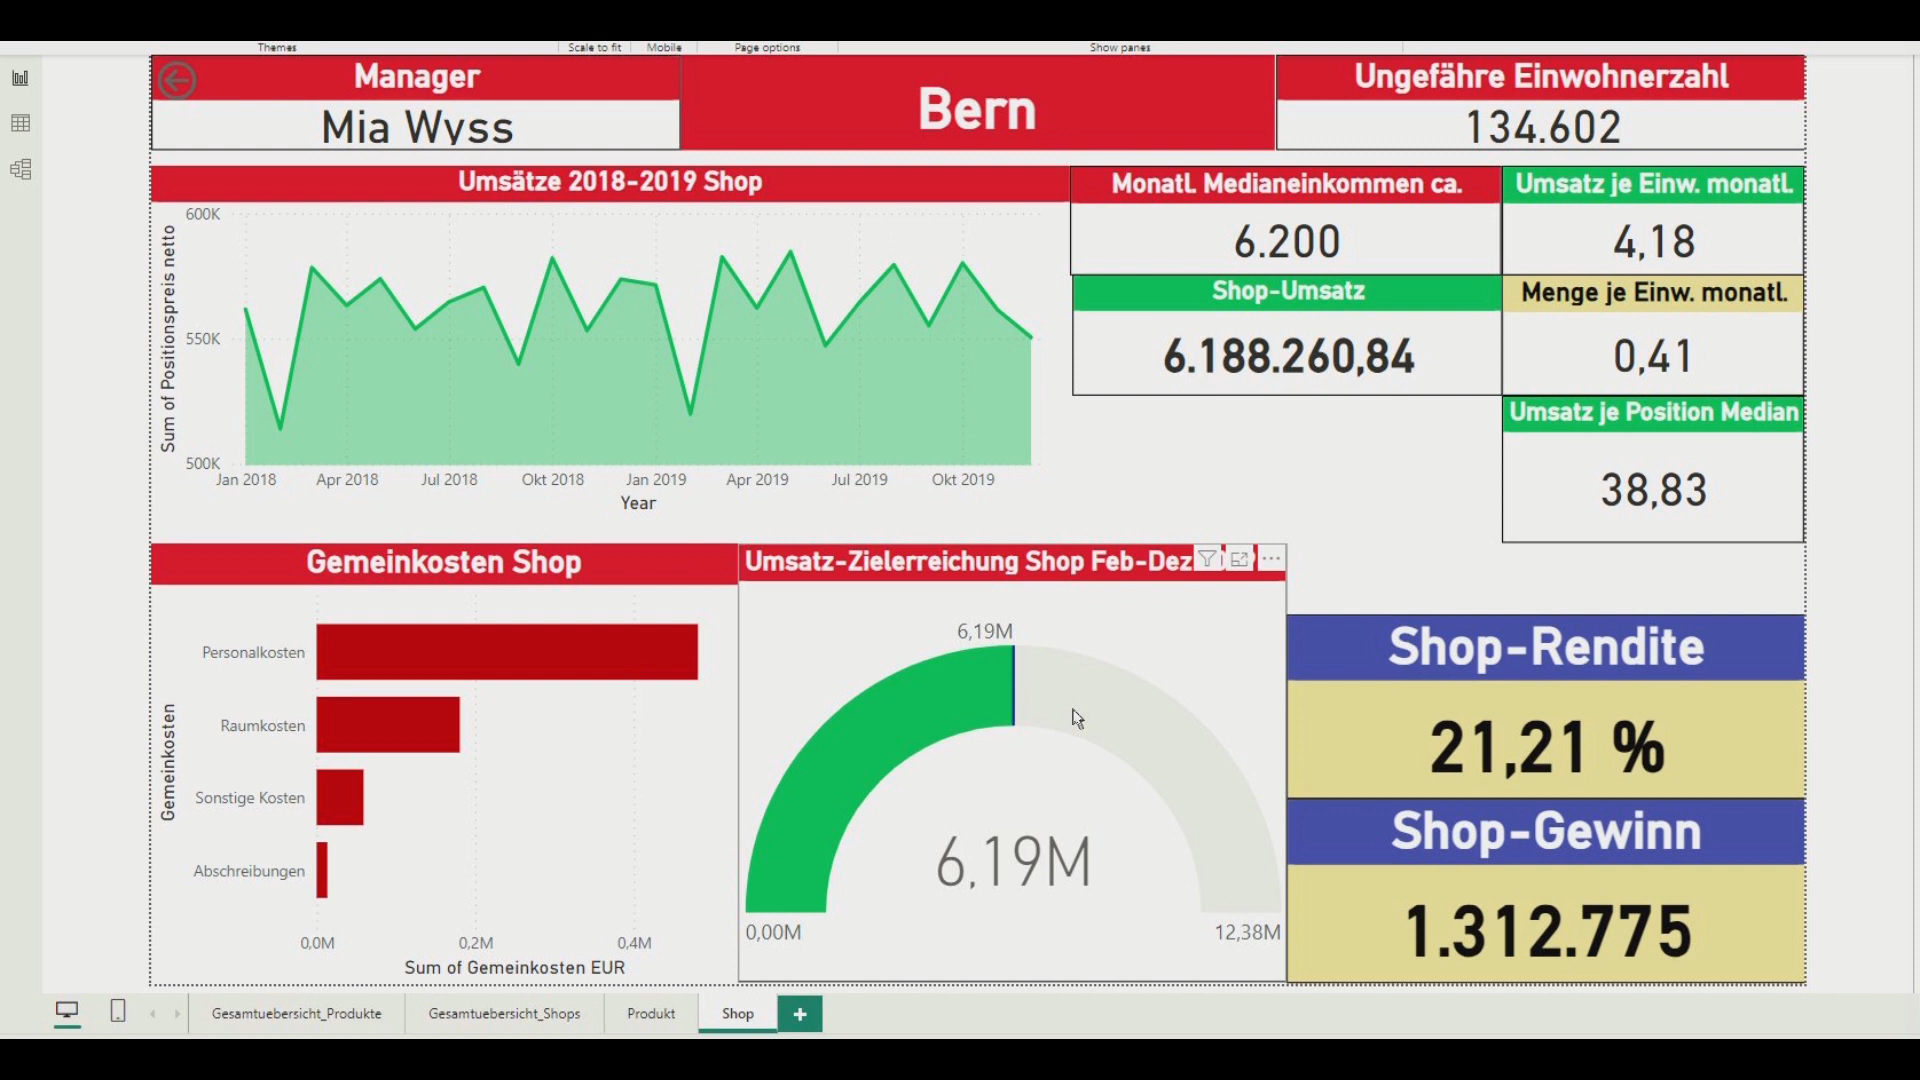 Themes
Scale to fit
Mobile
Page options
Show panes
Manager
Mia Wyss
Bern
Ungefähre Einwohnerzahl
134.602
Umsätze 2018-2019 Shop
Sum of Positionspreis netto
600K
550K
500K
Jan 2018
Apr 2018
Jul 2018
Okt 2018
Jan 2019
Apr 2019
Jul 2019
Okt 2019
Year
Monatl. Medianeinkommen ca.
6.200
Umsatz je Einw. monatl.
4,18
Shop-Umsatz
6.188.260,84
Menge je Einw. monatl.
0,41
Umsatz je Position Median
38,83
Gemeinkosten Shop
Gemeinkosten
Personalkosten
Raumkosten
Sonstige Kosten
Abschreibungen
0,0M
0,2M
0,4M
Sum of Gemeinkosten EUR
Umsatz-Zielerreichung Shop Feb-Dez
6,19M
6,19M
0,00M
12,38M
Shop-Rendite
21,21 %
Shop-Gewinn
1.312.775
Gesamtuebersicht_Produkte
Gesamtuebersicht_Shops
Produkt
Shop
+